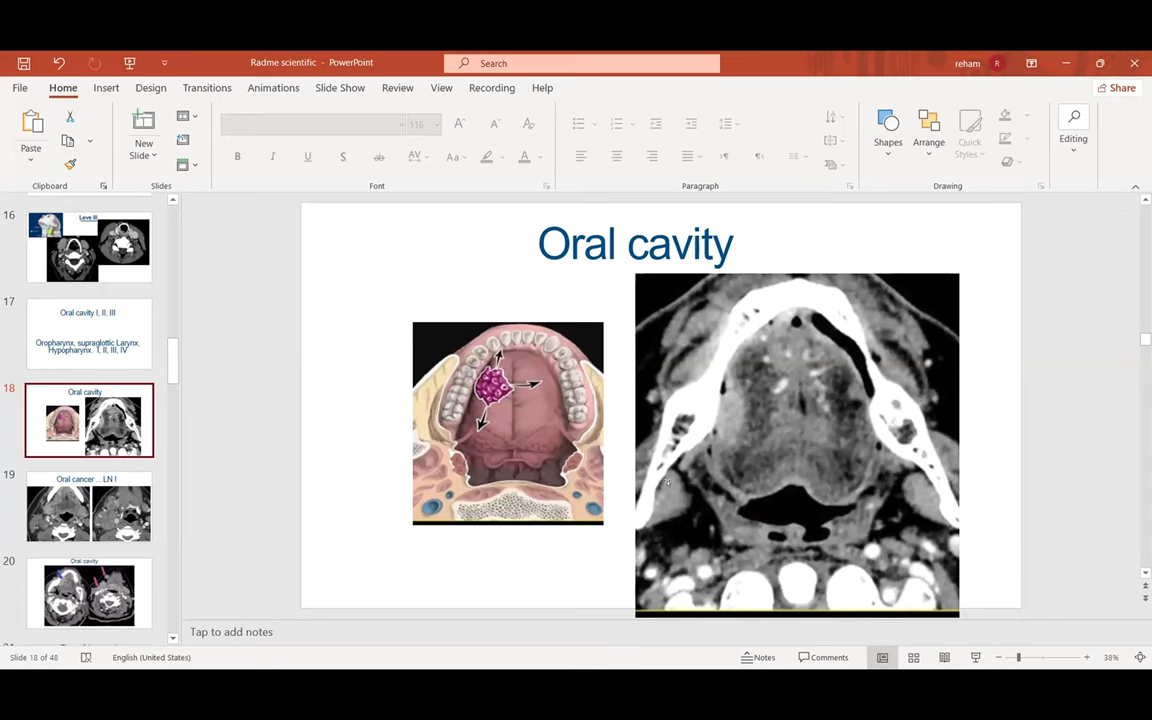 Radme scientific - PowerPoint
Search
reham
R
File
Home
Insert
Design
Transitions
Animations
Slide Show
Review
View
Recording
Help
Share
Paste
New
Slide
116
Shapes
Arrange
Quick
Styles
Editing
Clipboard
Slides
Font
Paragraph
Drawing
16
Leve III
17
Oral cavity I, II, III
Oropharynx, supraglottic Larynx,
Hypopharynx. I, II, III, IV
18
Oral cavity
19
Oral cancer ...LN !
20
Oral cavity
Oral cavity
Tap to add notes
Slide 18 of 48
English (United States)
Notes
Comments
38%